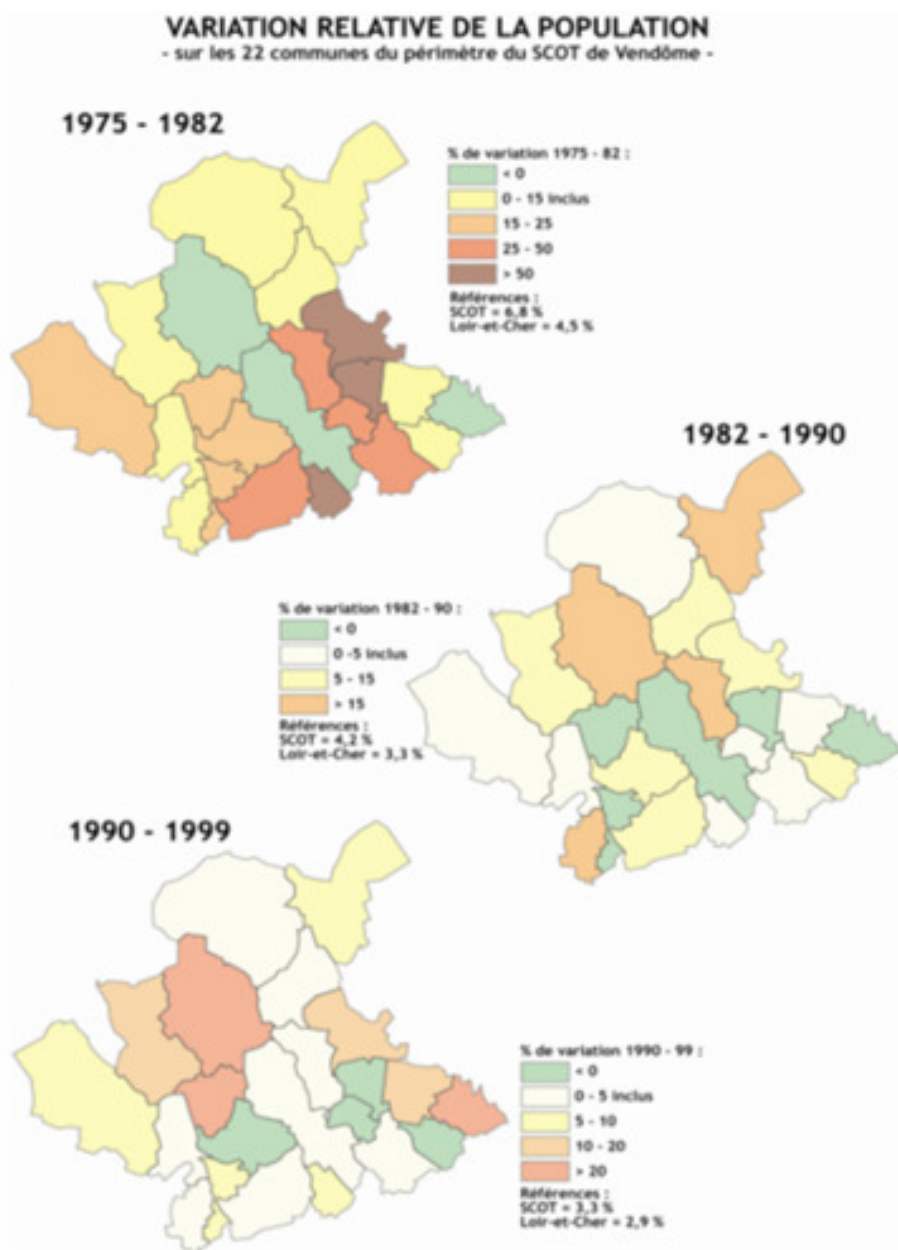 VARIATION RELATIVE DE LA POPULATION
- sur les 22 communes du périmètre du SCOT de Vendôme -
1975 - 1982
% de variation 1975 - 82 :
< 0
0 - 15 inclus
15 - 25
25 - 50
> 50
Références :
SCOT = 6,8 %
Loir-et-Cher = 4,5 %
1982 - 1990
% de variation 1982 - 90 :
< 0
0 -5 inclus
5 - 15
> 15
Références :
SCOT = 4,2 %
Loir-et-Cher = 3,3 %
1990 - 1999
% de variation 1990 - 99 :
< 0
0 - 5 inclus
5 - 10
10 - 20
> 20
Références :
SCOT = 3,3 %
Loir-et-Cher = 2,9 %